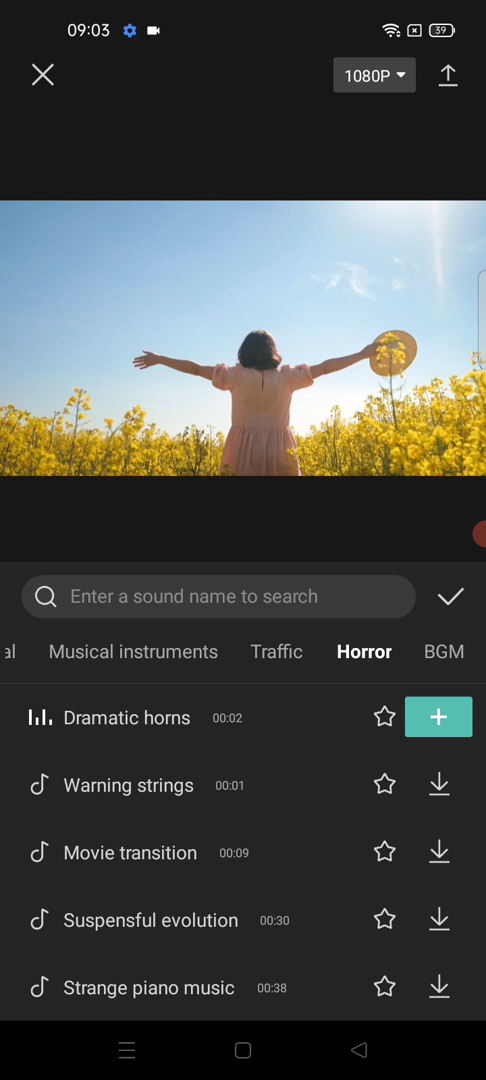 09:03
39
1080P
Enter a sound name to search
al Musical instruments Traffic Horror BGM
Dramatic horns 00:02
Warning strings 00:01
Movie transition 00:09
Suspensful evolution 00:30
Strange piano music 00:38